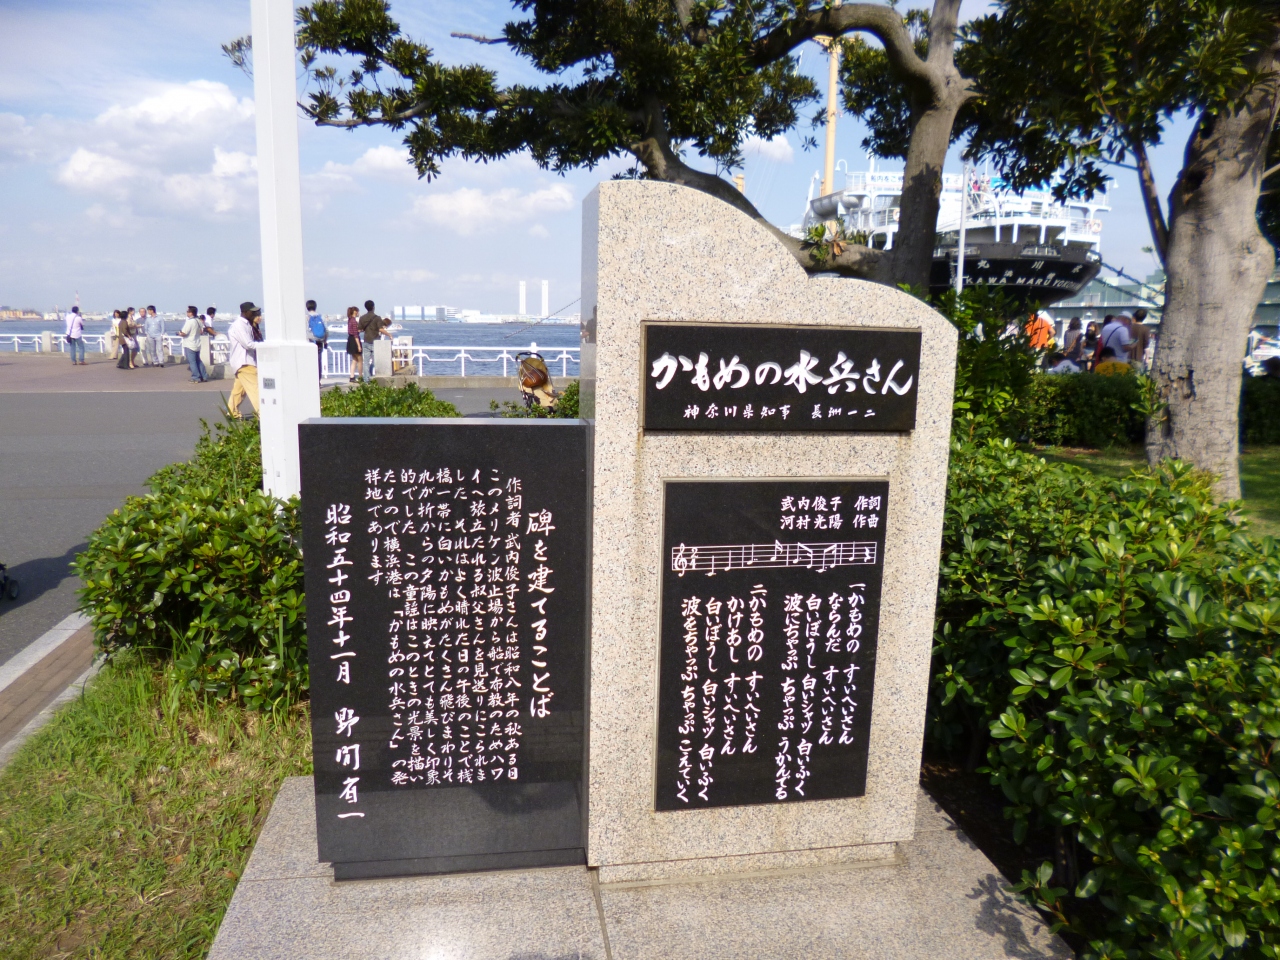 かもめの水兵さん
神奈川県知事 長洲一二
武内俊子 作詞
河村光陽 作曲
一、かもめの すいへいさん
ならんだ すいへいさん
白いぼうし 白いシャツ 白いふく
波にちゃっぷ ちゃっぷ うかんでる
二、かもめの すいへいさん
かけあし すいへいさん
白いぼうし 白いシャツ 白いふく
波をちゃっぷ ちゃっぷ こえていく
碑を建てることば
作詞者 武内俊子さんは昭和八年の秋ある日
このメリケン波止場から船で布教のためハワ
イへ旅立たれる叔父さんを見送りにこられま
した それはよく晴れた日の午後のことで桟
橋一帯に白いかもめがたくさん飛びまわりそ
れが折からの夕陽に映えてとても美しく印象
的でした この童謡はこのときの光景を描い
たもので横浜港は「かもめの水兵さん」の発
祥地であります
昭和五十四年十一月 野間有一
KAWA MARU YOKO